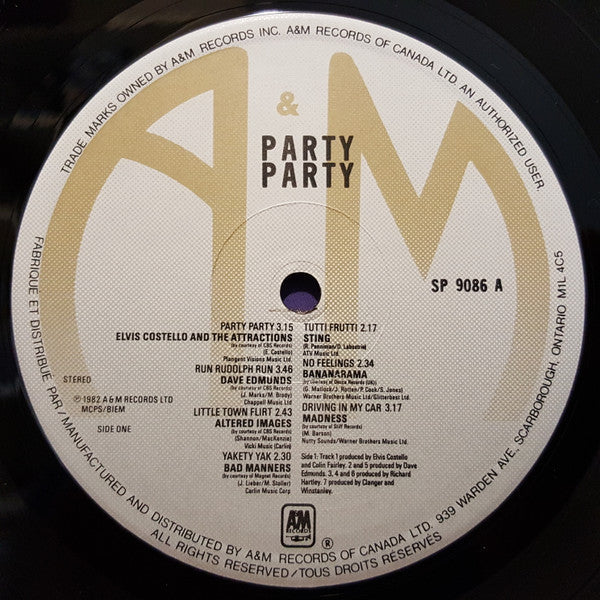 TRADE MARKS OWNED BY A&M RECORDS INC. A&M RECORDS OF CANADA LTD. AN AUTHORIZED USER
A & M
PARTY
PARTY
SP 9086 A
STEREO
℗ © 1982 A & M RECORDS LTD
MCPS/BIEM
SIDE ONE
PARTY PARTY 3.15
ELVIS COSTELLO AND THE ATTRACTIONS
(by courtesy of CBS Records)
(E. Costello)
Plangent Visions Music Ltd.
RUN RUDOLPH RUN 3.46
DAVE EDMUNDS
(by courtesy of CBS Records)
(J. Marks/M. Brody)
Chappell Music Ltd
LITTLE TOWN FLIRT 2.43
ALTERED IMAGES
(by courtesy of CBS Records)
(Shannon/MacKenzie)
Vicki Music (Carlin)
YAKETY YAK 2.30
BAD MANNERS
(by courtesy of Magnet Records)
(J. Lieber/M. Stoller)
Carlin Music Corp
TUTTI FRUTTI 2.17
STING
(R. Penniman/D. Labostrie)
ATV Music Ltd.
NO FEELINGS 2.34
BANANARAMA
(by courtesy of Decca Records (UK))
(G. Matlock/J. Rotten/P. Cook/S. Jones)
Warner Brothers Music Ltd/Glitterbest Ltd.
DRIVING IN MY CAR 3.17
MADNESS
(by courtesy of Stiff Records)
(M. Barson)
Nutty Sounds/Warner Brothers Music Ltd.
Side 1: Track 1 produced by Elvis Costello
and Colin Fairley. 2 and 5 produced by Dave
Edmunds. 3, 4 and 6 produced by Richard
Hartley. 7 produced by Clanger and
Winstanley.
A&M
RECORDS
®
FABRIQUÉ ET DISTRIBUÉ PAR / MANUFACTURED AND DISTRIBUTED BY A&M RECORDS OF CANADA LTD. 939 WARDEN AVE, SCARBOROUGH, ONTARIO M1L 4C5
ALL RIGHTS RESERVED / TOUS DROITS RESERVÉS